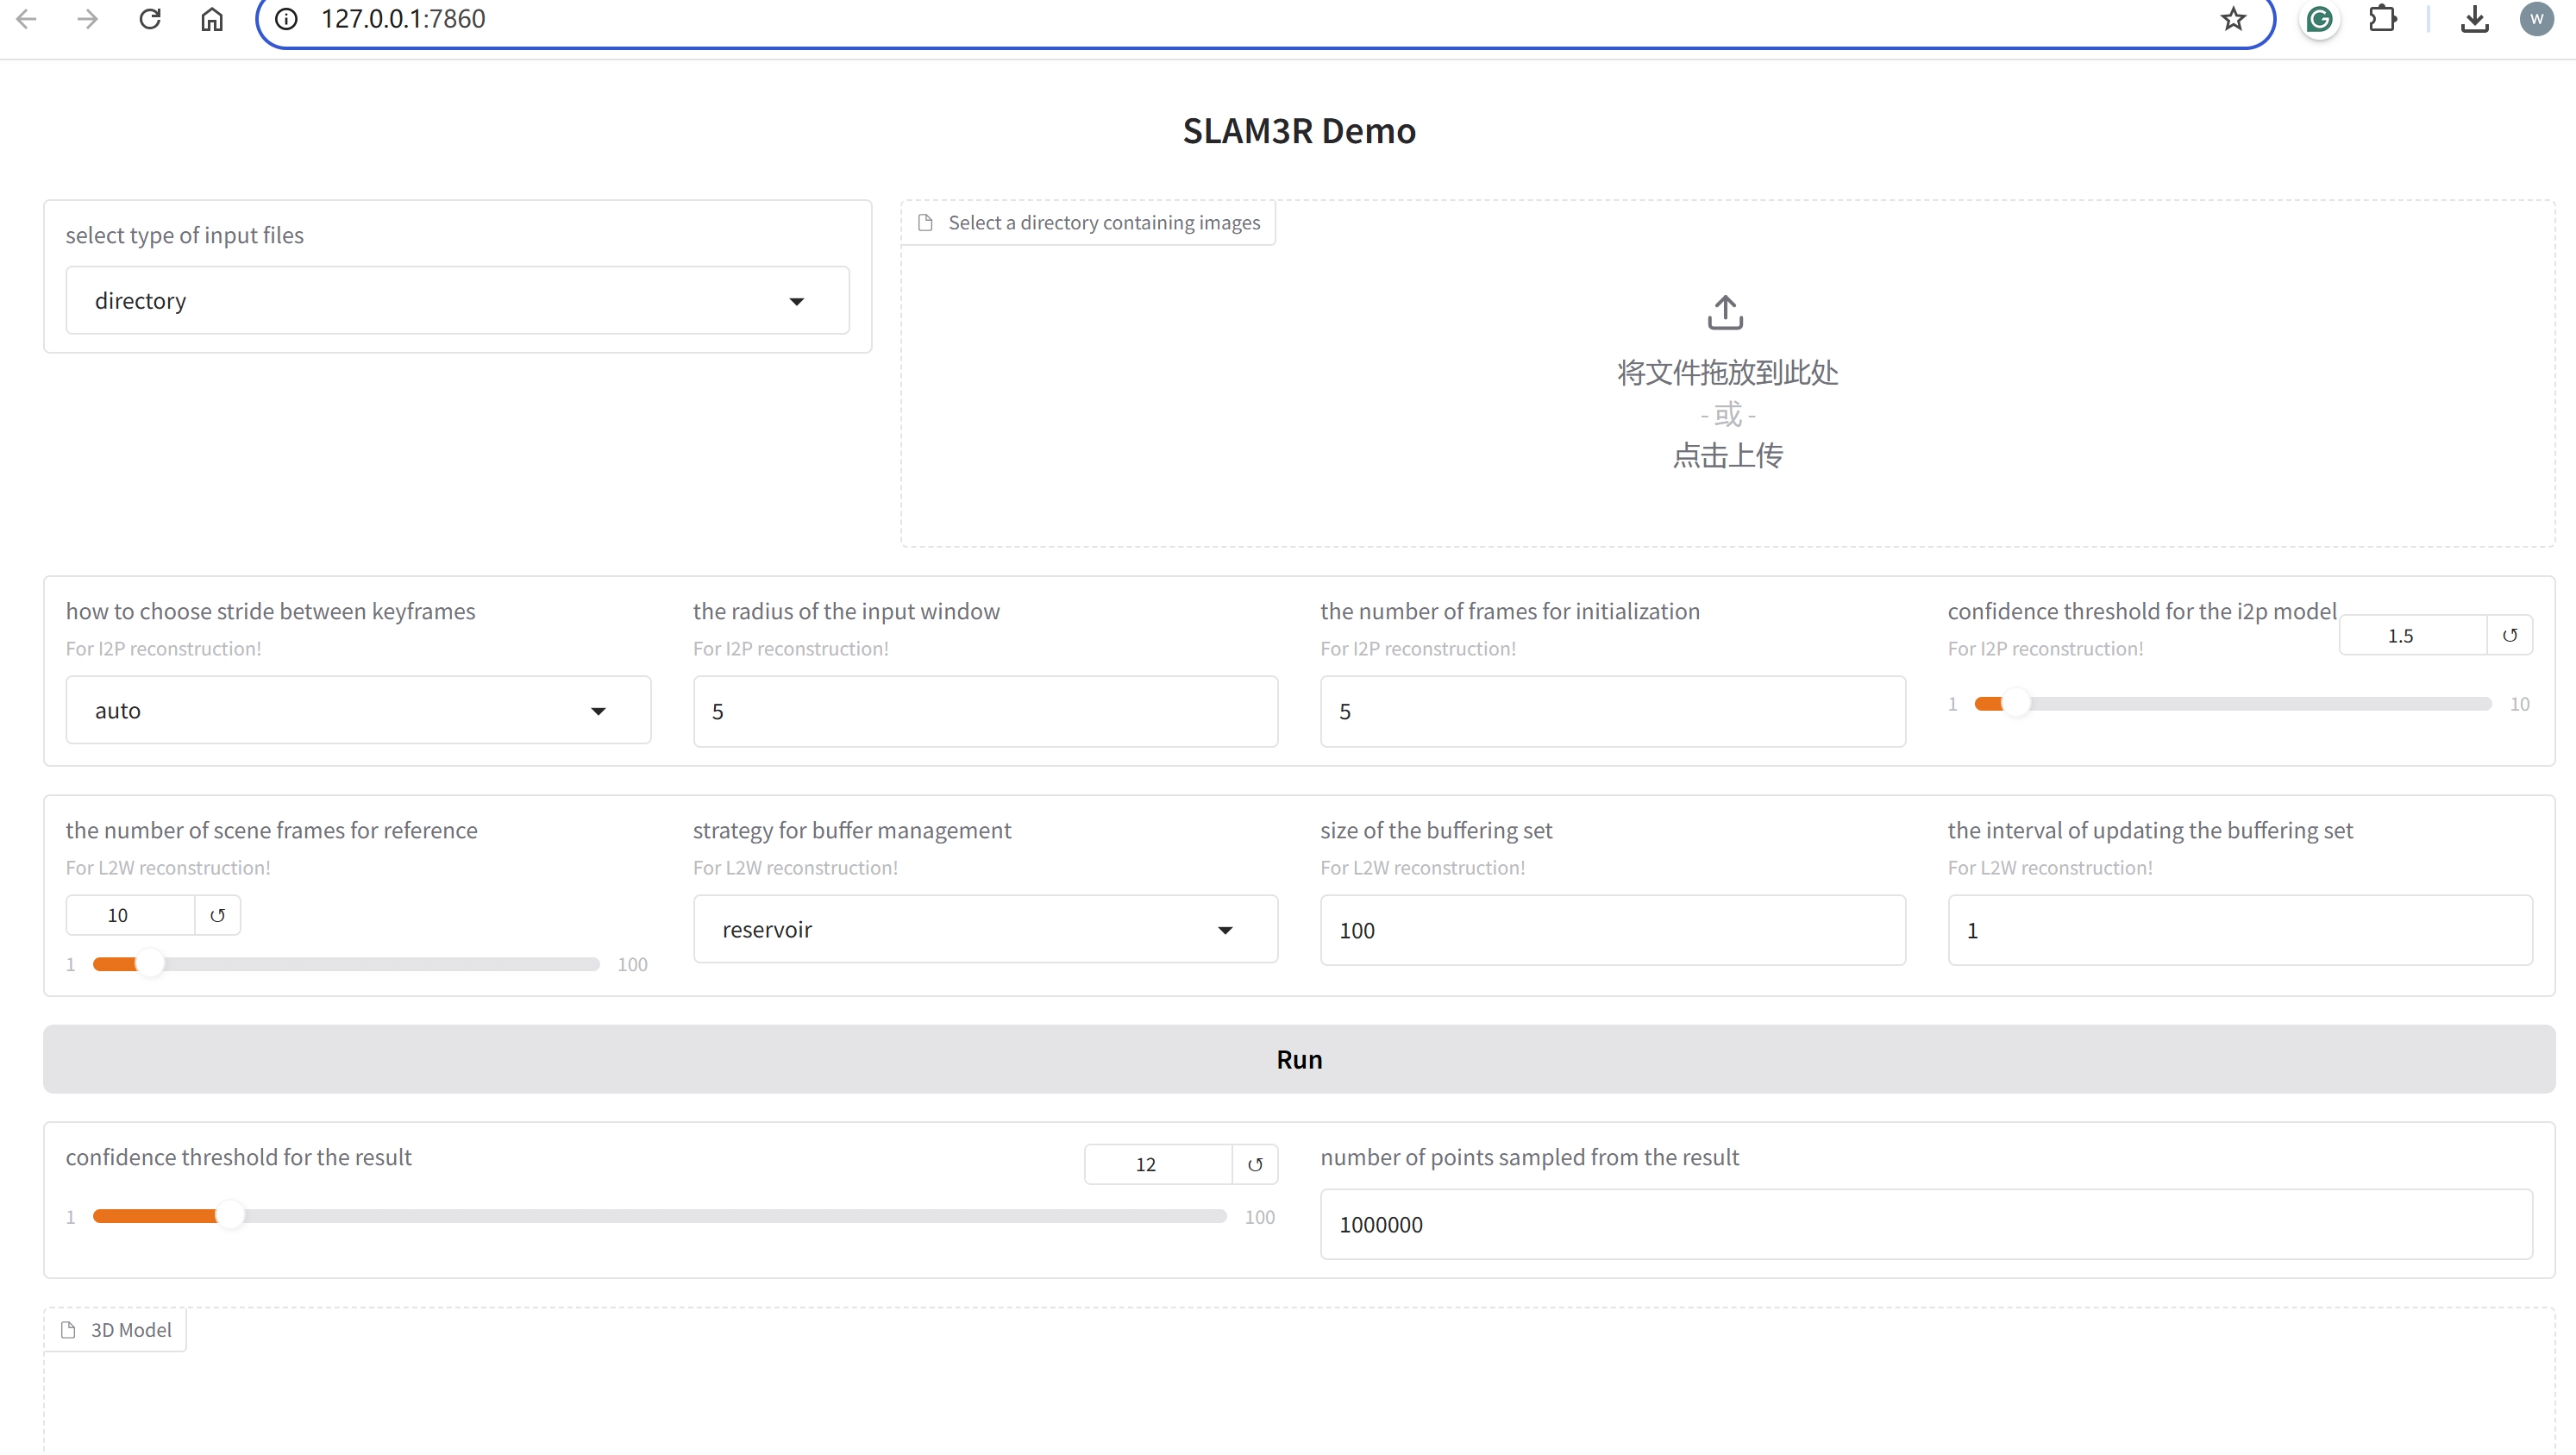 127.0.0.1:7860
W
SLAM3R Demo
select type of input files
directory
Select a directory containing images
将文件拖放到此处
- 或 -
点击上传
how to choose stride between keyframes
For I2P reconstruction!
auto
the radius of the input window
For I2P reconstruction!
5
the number of frames for initialization
For I2P reconstruction!
5
confidence threshold for the i2p model
For I2P reconstruction!
1.5
1
10
the number of scene frames for reference
For L2W reconstruction!
10
1
100
strategy for buffer management
For L2W reconstruction!
reservoir
size of the buffering set
For L2W reconstruction!
100
the interval of updating the buffering set
For L2W reconstruction!
1
Run
confidence threshold for the result
12
1
100
number of points sampled from the result
1000000
3D Model